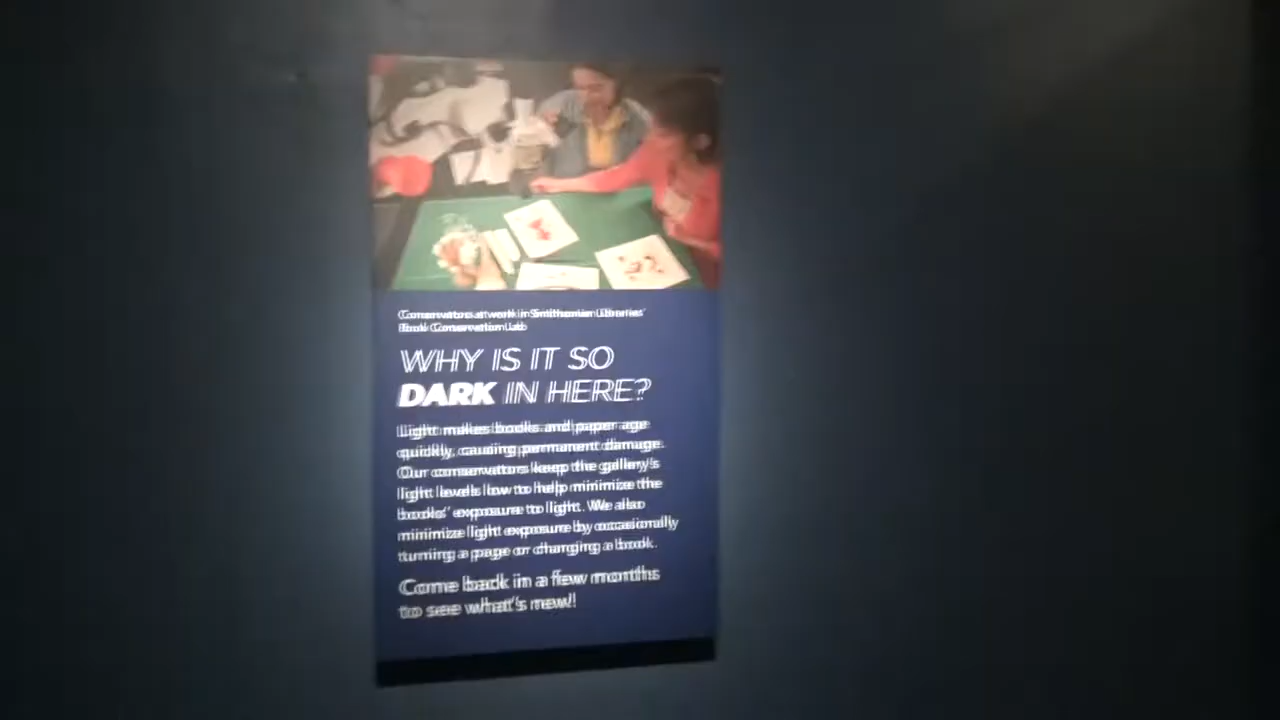 Conservators at work in Smithsonian Libraries'
Book Conservation Lab
WHY IS IT SO
DARK IN HERE?
Light makes books and paper age
quickly, causing permanent damage.
Our conservators keep the gallery's
light levels low to help minimize the
books' exposure to light. We also
minimize light exposure by occasionally
turning a page or changing a book.
Come back in a few months
to see what's new!